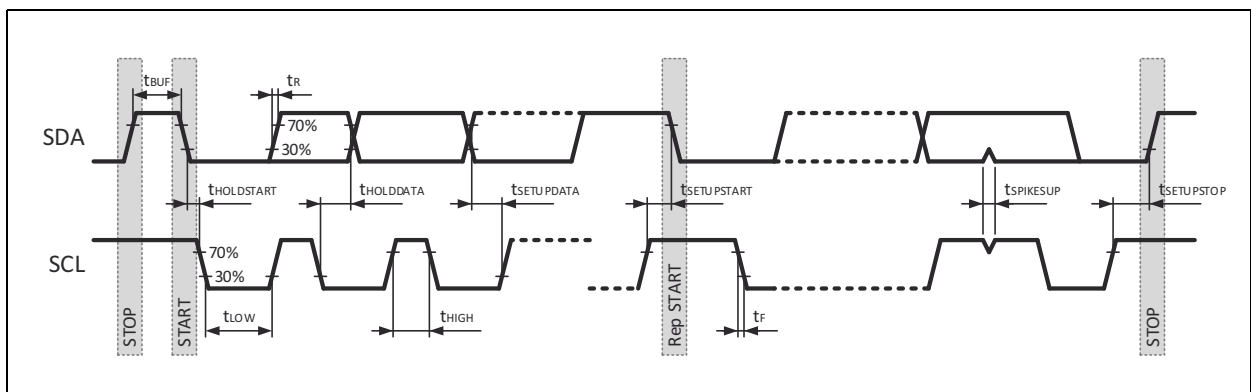 tBUF
tR
SDA
70%
30%
tHOLDSTART
tHOLDDATA
tSETUPDATA
tSETUPSTART
tSPIKESUP
tSETUPSTOP
SCL
70%
30%
tLOW
tHIGH
tF
STOP
START
Rep START
STOP